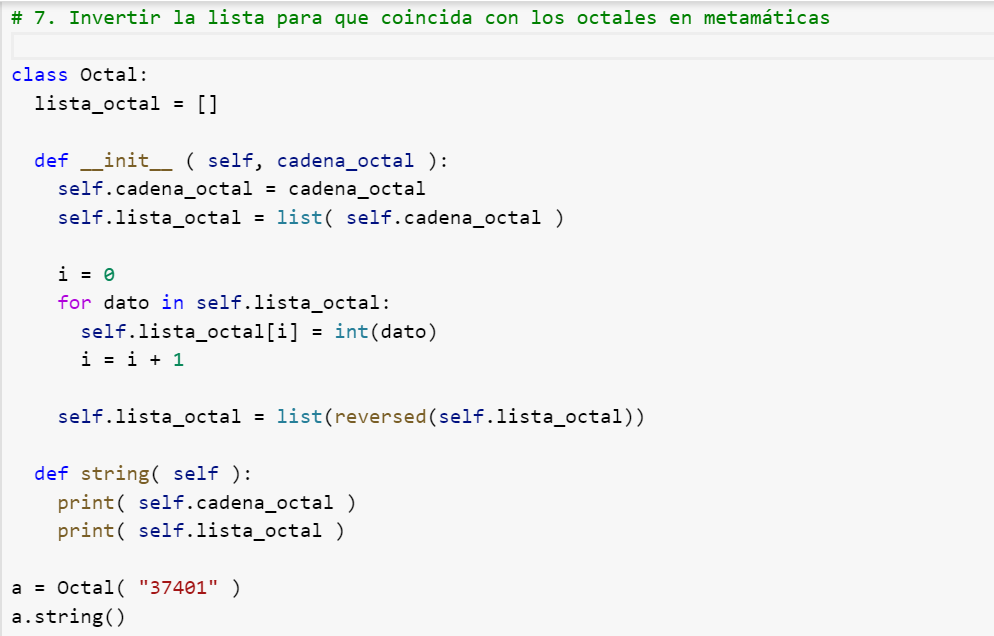 # 7. Invertir la lista para que coincida con los octales en metamáticas
class Octal:
  lista_octal = []
  def __init__ ( self, cadena_octal ):
    self.cadena_octal = cadena_octal
    self.lista_octal = list( self.cadena_octal )
    i = 0
    for dato in self.lista_octal:
      self.lista_octal[i] = int(dato)
      i = i + 1
    self.lista_octal = list(reversed(self.lista_octal))
  def string( self ):
    print( self.cadena_octal )
    print( self.lista_octal )
a = Octal( "37401" )
a.string()